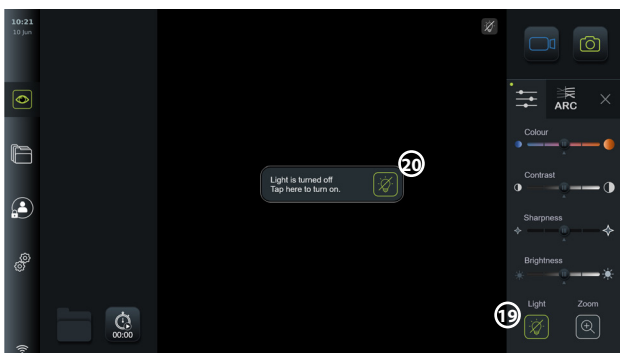 10:21
10 Jun
ARC
Colour
20
Light is turned off
Tap here to turn on.
Contrast
Sharpness
Brightness
19
Light
Zoom
00:00